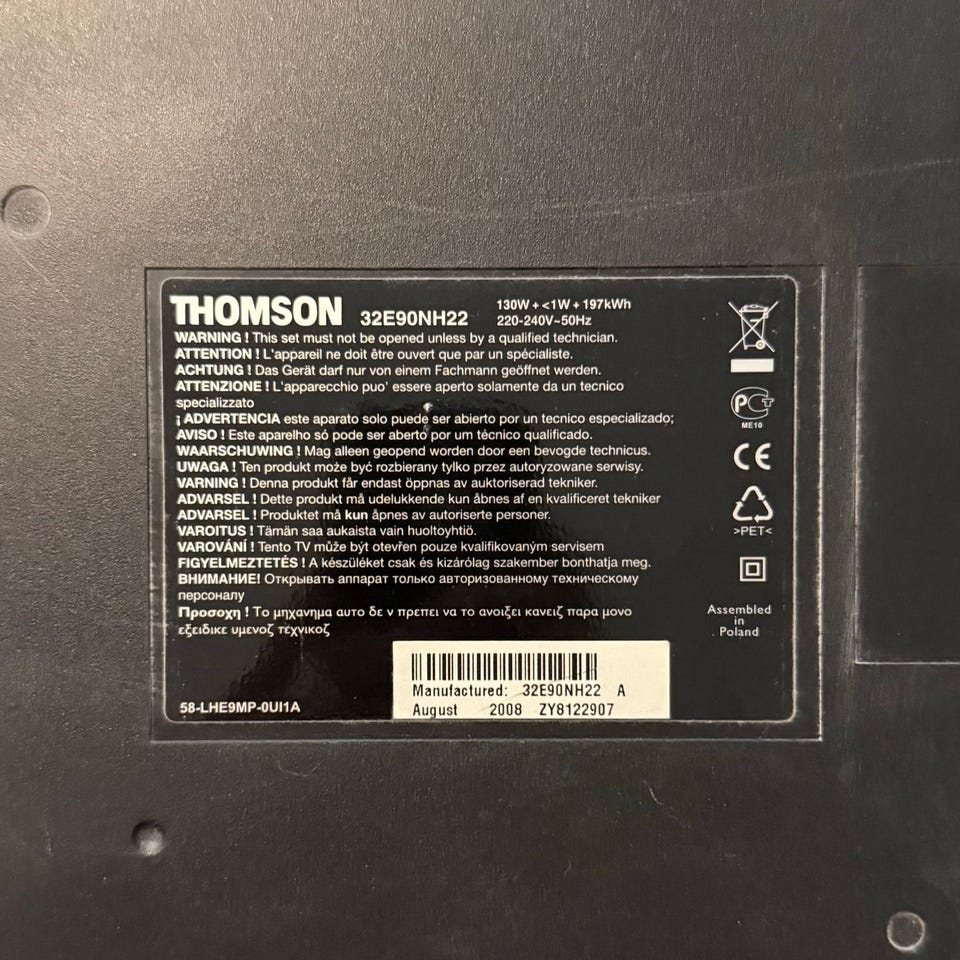 THOMSON 32E90NH22 130W + <1W + 197kWh
220-240V~50Hz
WARNING ! This set must not be opened unless by a qualified technician.
ATTENTION ! L'appareil ne doit être ouvert que par un spécialiste.
ACHTUNG ! Das Gerät darf nur von einem Fachmann geöffnet werden.
ATTENZIONE ! L'apparecchio puo' essere aperto solamente da un tecnico
specializzato
¡ ADVERTENCIA este aparato solo puede ser abierto por un tecnico especializado;
AVISO ! Este aparelho só pode ser aberto por um técnico qualificado.
WAARSCHUWING ! Mag alleen geopend worden door een bevogde technicus.
UWAGA ! Ten produkt może być rozbierany tylko przez autoryzowane serwisy.
VARNING ! Denna produkt får endast öppnas av auktoriserad tekniker.
ADVARSEL ! Dette produkt må udelukkende kun åbnes af en kvalificeret tekniker
ADVARSEL ! Produktet må kun åpnes av autoriserte personer.
VAROITUS ! Tämän saa aukaista vain huoltoyhtiö.
VAROVÁNÍ ! Tento TV může být otevřen pouze kvalifikovaným servisem
FIGYELMEZTETÉS ! A készüléket csak és kizárólag szakember bonthatja meg.
ВНИМАНИЕ! Открывать аппарат только авторизованному техническому
персоналу
Προσοχη ! Το μηχανημα αυτο δε ν πρεπει να το ανοιξει κανειζ παρα μονο
εξειδικε υμενοζ τεχνικοζ
58-LHE9MP-0UI1A
Manufactured: 32E90NH22 A
August 2008 ZY8122907
PCT
ME10
CE
>PET<
Assembled
in
Poland